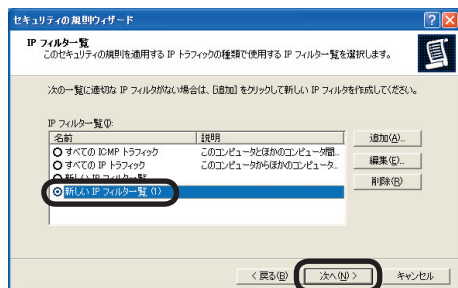 セキュリティの規則ウィザード
IP フィルタ一覧
このセキュリティの規則を適用する IP トラフィックの種類で使用する IP フィルタ一覧を選択します。
次の一覧に適切な IP フィルタがない場合は、[追加] をクリックして新しい IP フィルタを作成してください。
IP フィルタ一覧(I):
名前 説明 追加(A)...
すべての ICMP トラフィック このコンピュータとほかのコンピュータ間...
すべての IP トラフィック このコンピュータからほかのコンピュータ... 編集(E)...
新しい IP フィルタ一覧 削除(R)
新しい IP フィルタ一覧 (1)
< 戻る(B) 次へ(N) > キャンセル